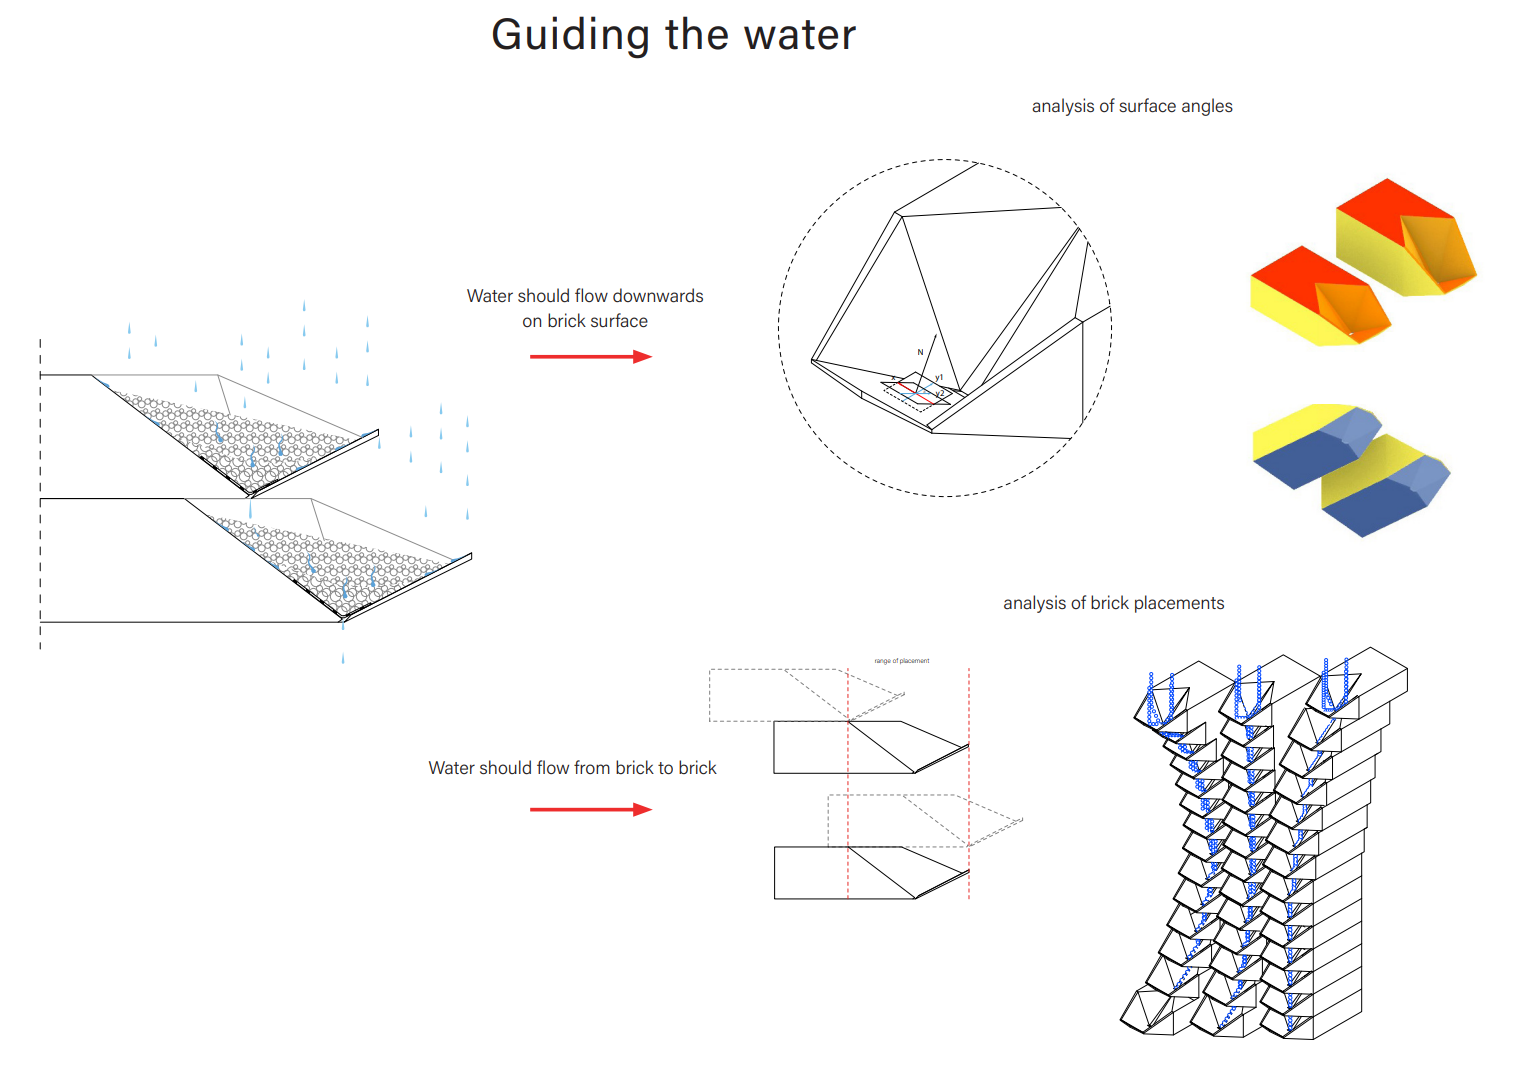 Guiding the water
analysis of surface angles
Water should flow downwards
on brick surface
N
x
y1
y2
analysis of brick placements
range of placement
Water should flow from brick to brick